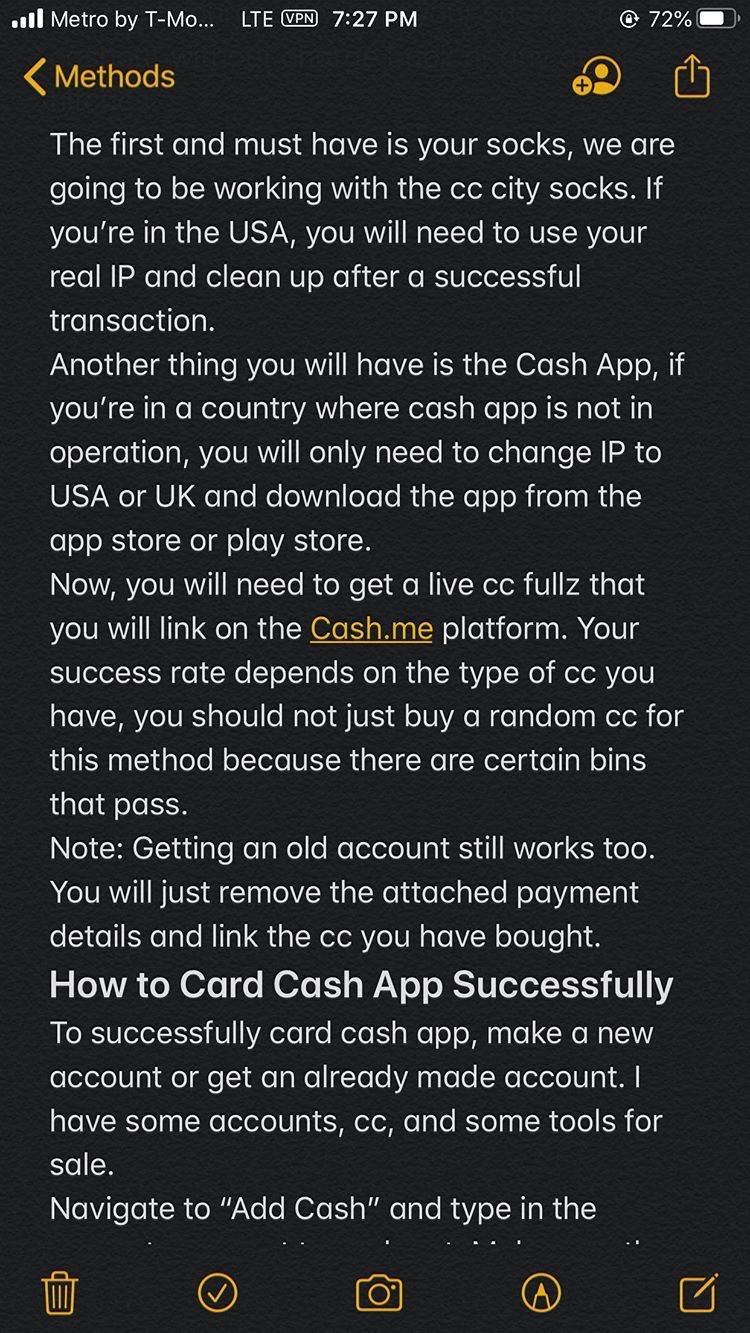 Metro by T-Mo... LTE VPN 7:27 PM 72%
Methods
The first and must have is your socks, we are
going to be working with the cc city socks. If
you're in the USA, you will need to use your
real IP and clean up after a successful
transaction.
Another thing you will have is the Cash App, if
you're in a country where cash app is not in
operation, you will only need to change IP to
USA or UK and download the app from the
app store or play store.
Now, you will need to get a live cc fullz that
you will link on the Cash.me platform. Your
success rate depends on the type of cc you
have, you should not just buy a random cc for
this method because there are certain bins
that pass.
Note: Getting an old account still works too.
You will just remove the attached payment
details and link the cc you have bought.
How to Card Cash App Successfully
To successfully card cash app, make a new
account or get an already made account. I
have some accounts, cc, and some tools for
sale.
Navigate to “Add Cash” and type in the